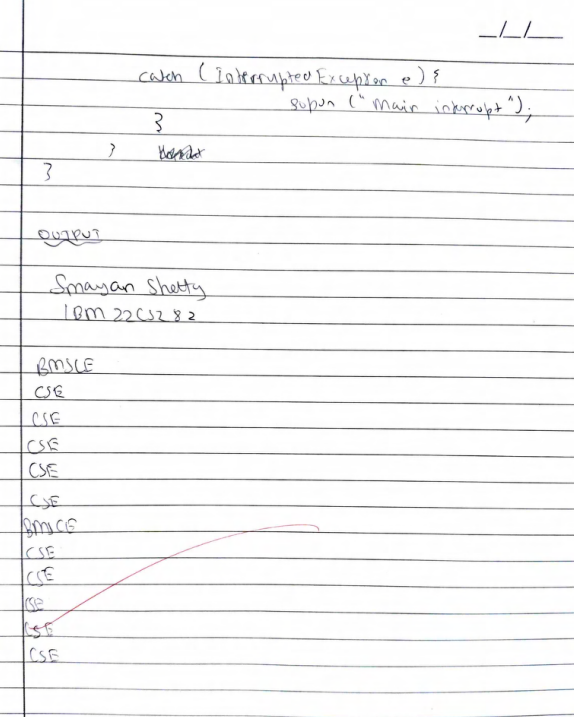 _/_/_
catch (InterruptedException e) {
sopln ("Main interrupt");
}
}
}
OUTPUT
Smayan Shetty
1BM22CS282
BMSCE
CSE
CSE
CSE
CSE
CSE
BMSCE
CSE
CSE
CSE
CSE
CSE